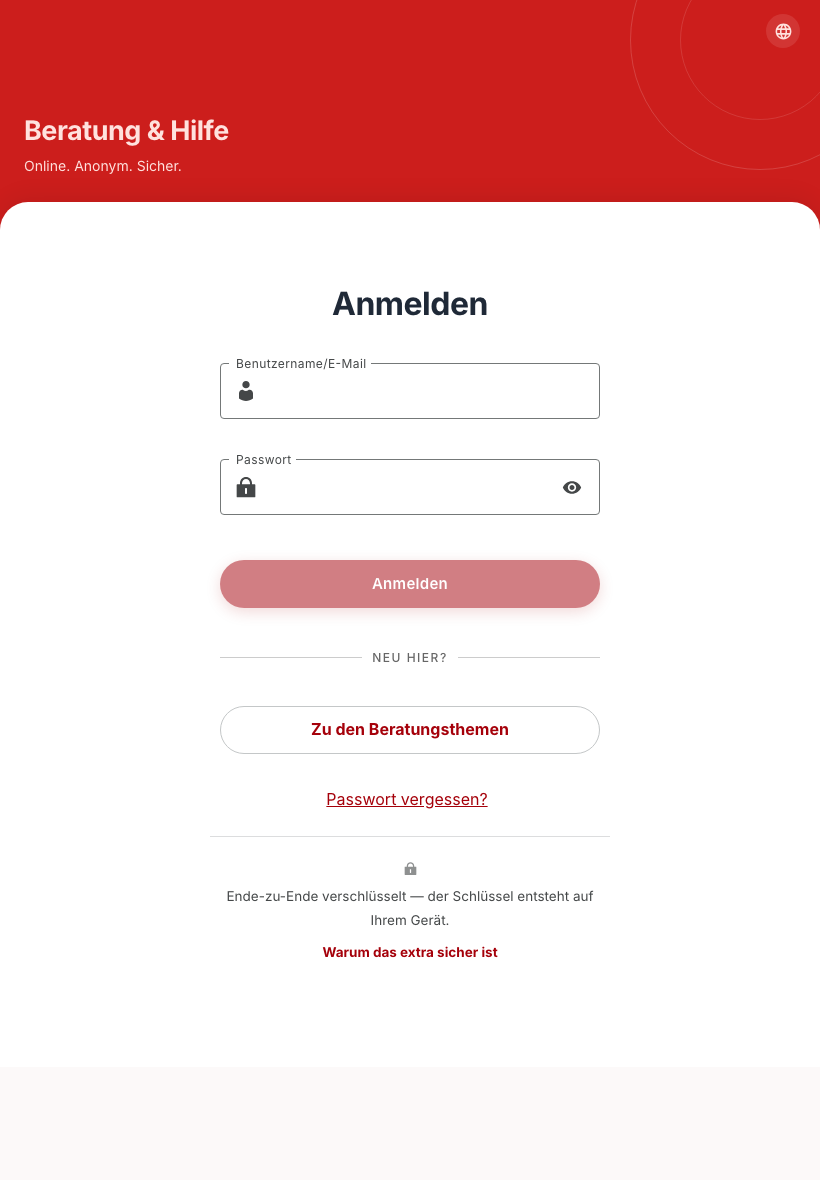 Beratung & Hilfe
Online. Anonym. Sicher.
Anmelden
Benutzername/E-Mail
Passwort
Anmelden
NEU HIER?
Zu den Beratungsthemen
Passwort vergessen?
Ende-zu-Ende verschlüsselt — der Schlüssel entsteht auf
Ihrem Gerät.
Warum das extra sicher ist